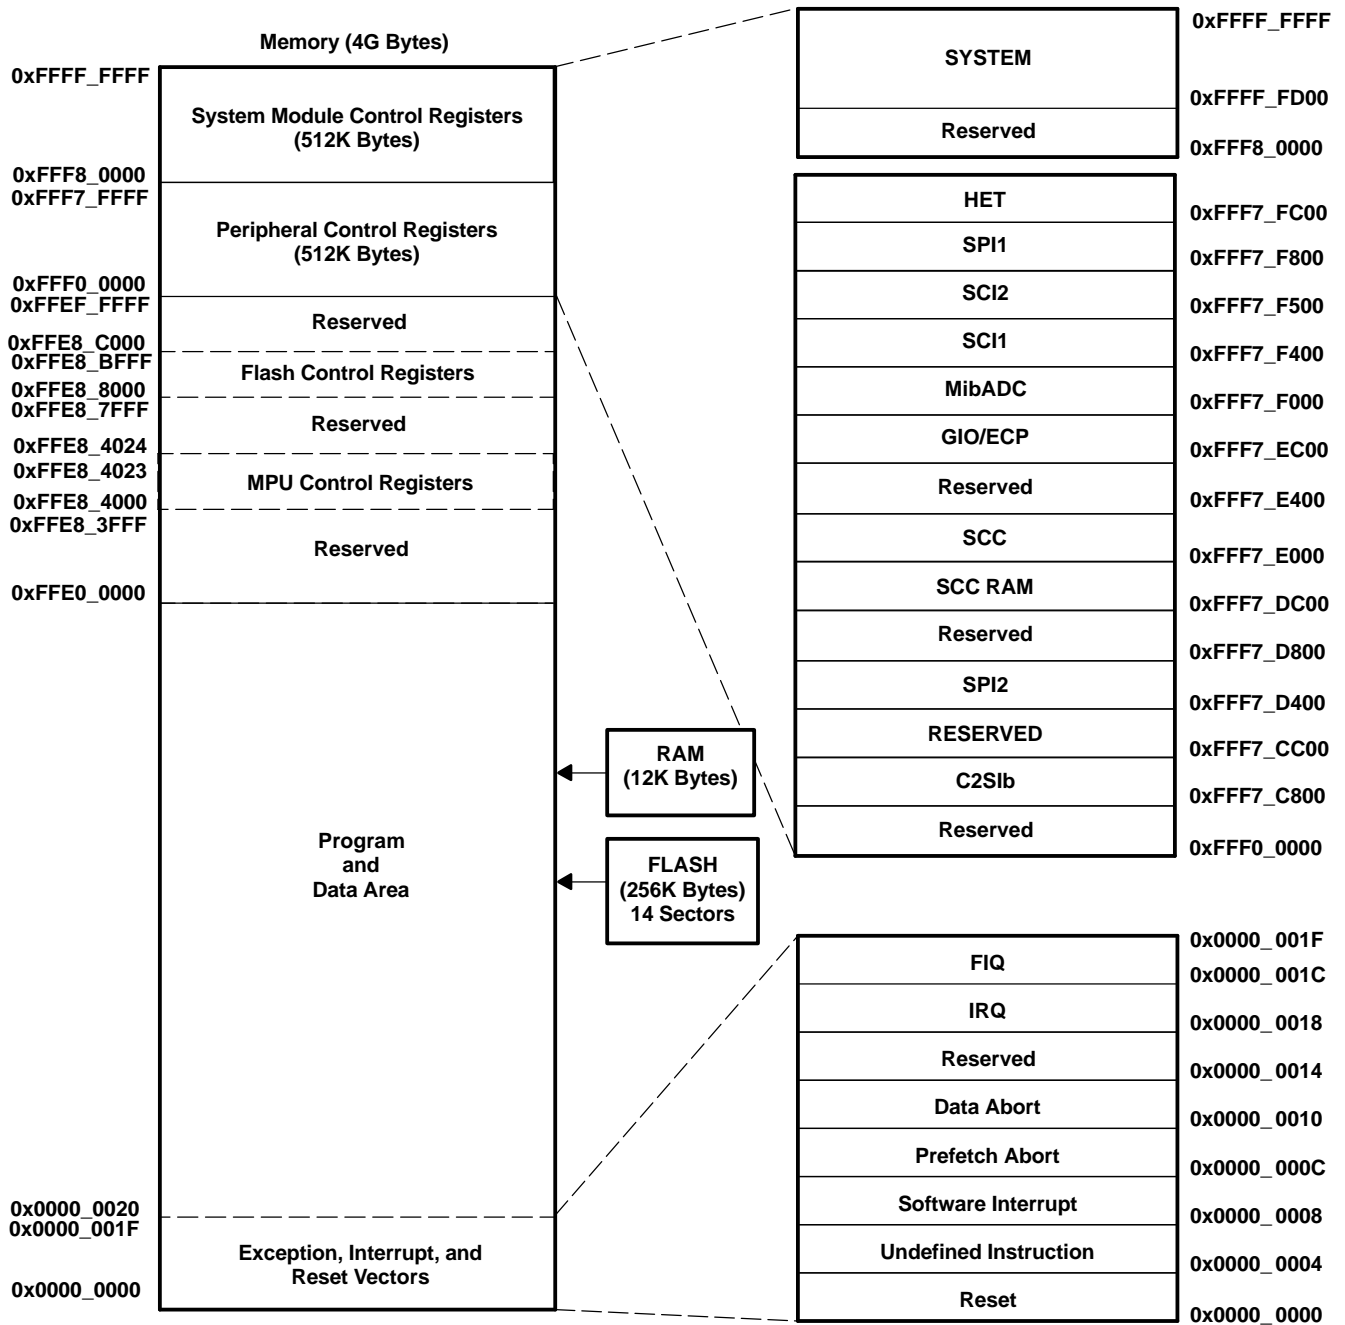 Memory (4G Bytes)
0xFFFF_FFFF
System Module Control Registers
(512K Bytes)
0xFFF8_0000
0xFFF7_FFFF
Peripheral Control Registers
(512K Bytes)
0xFFF0_0000
0xFFEF_FFFF
Reserved
0xFFE8_C000
0xFFE8_BFFF
Flash Control Registers
0xFFE8_8000
0xFFE8_7FFF
Reserved
0xFFE8_4024
0xFFE8_4023
MPU Control Registers
0xFFE8_4000
0xFFE8_3FFF
Reserved
0xFFE0_0000
RAM
(12K Bytes)
Program
and
Data Area
FLASH
(256K Bytes)
14 Sectors
0x0000_0020
0x0000_001F
Exception, Interrupt, and
Reset Vectors
0x0000_0000
0xFFFF_FFFF
SYSTEM
0xFFFF_FD00
Reserved
0xFFF8_0000
HET
0xFFF7_FC00
SPI1
0xFFF7_F800
SCI2
0xFFF7_F500
SCI1
0xFFF7_F400
MibADC
0xFFF7_F000
GIO/ECP
0xFFF7_EC00
Reserved
0xFFF7_E400
SCC
0xFFF7_E000
SCC RAM
0xFFF7_DC00
Reserved
0xFFF7_D800
SPI2
0xFFF7_D400
RESERVED
0xFFF7_CC00
C2SIb
0xFFF7_C800
Reserved
0xFFF0_0000
0x0000_001F
FIQ
0x0000_001C
IRQ
0x0000_0018
Reserved
0x0000_0014
Data Abort
0x0000_0010
Prefetch Abort
0x0000_000C
Software Interrupt
0x0000_0008
Undefined Instruction
0x0000_0004
Reset
0x0000_0000